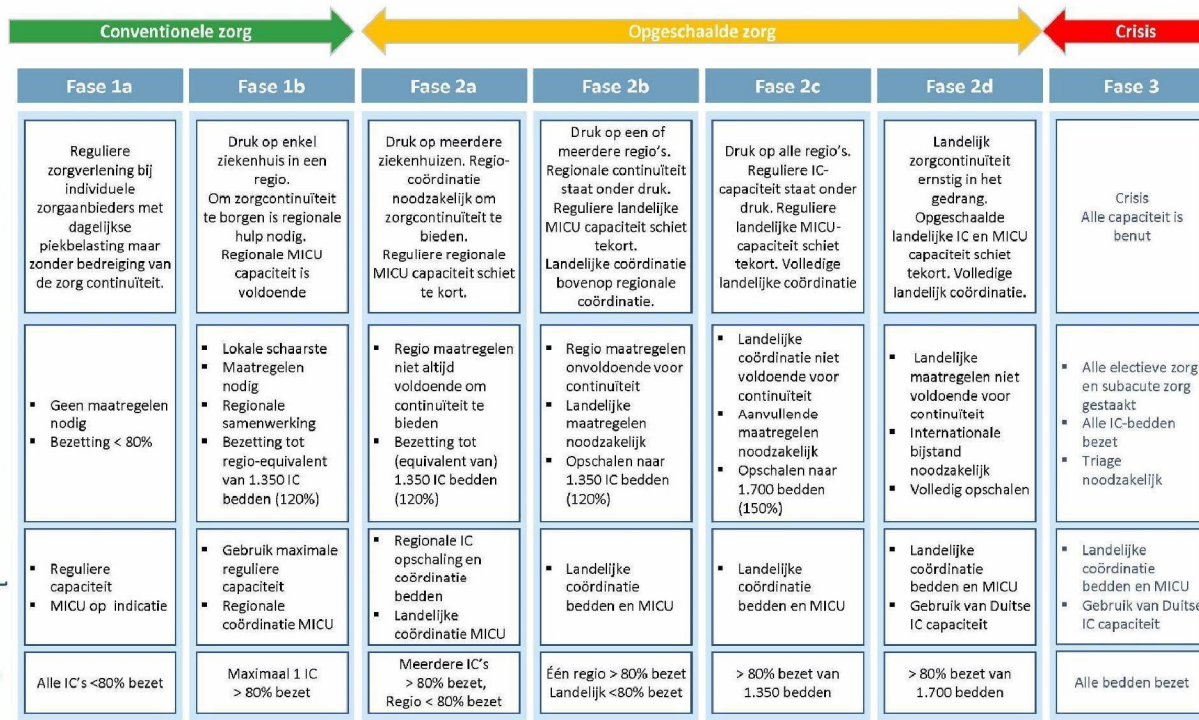 Conventionele zorg
Opgeschaalde zorg
Crisis
Fase 1a
Fase 1b
Fase 2a
Fase 2b
Fase 2c
Fase 2d
Fase 3
Reguliere
zorgverlening bij
individuele
zorgaanbieders met
dagelijkse
piekbelasting maar
zonder bedreiging van
de zorg continuïteit.
Druk op enkel
ziekenhuis in een
regio.
Om zorgcontinuïteit
te borgen is regionale
hulp nodig.
Regionale MICU
capaciteit is
voldoende
Druk op meerdere
ziekenhuizen. Regio-
coördinatie
noodzakelijk om
zorgcontinuïteit te
bieden.
Reguliere regionale
MICU capaciteit schiet
te kort.
Druk op een of
meerdere regio's.
Regionale continuïteit
staat onder druk.
Reguliere landelijke
MICU capaciteit schiet
tekort.
Landelijke coördinatie
bovenop regionale
coördinatie.
Druk op alle regio's.
Reguliere IC-
capaciteit staat onder
druk. Reguliere
landelijke MICU-
capaciteit schiet
tekort. Volledige
landelijke coördinatie
Landelijk
zorgcontinuïteit
ernstig in het
gedrang.
Opgeschaalde
landelijke IC en MICU
capaciteit schiet
tekort. Volledige
landelijk coördinatie.
Crisis
Alle capaciteit is
benut
▪ Geen maatregelen
nodig
▪ Bezetting < 80%
▪ Lokale schaarste
▪ Maatregelen
nodig
▪ Regionale
samenwerking
▪ Bezetting tot
regio-equivalent
van 1.350 IC
bedden (120%)
▪ Regio maatregelen
niet altijd
voldoende om
continuïteit te
bieden
▪ Bezetting tot
(equivalent van)
1.350 IC bedden
(120%)
▪ Regio maatregelen
onvoldoende voor
continuïteit
▪ Landelijke
maatregelen
noodzakelijk
▪ Opschalen naar
1.350 IC bedden
(120%)
▪ Landelijke
coördinatie niet
voldoende voor
continuïteit
▪ Aanvullende
maatregelen
noodzakelijk
▪ Opschalen naar
1.700 bedden
(150%)
▪ Landelijke
maatregelen niet
voldoende voor
continuïteit
▪ Internationale
bijstand
noodzakelijk
▪ Volledig opschalen
▪ Alle electieve zorg
en subacute zorg
gestaakt
▪ Alle IC-bedden
bezet
▪ Triage
noodzakelijk
▪ Reguliere
capaciteit
▪ MICU op indicatie
▪ Gebruik maximale
reguliere
capaciteit
▪ Regionale
coördinatie MICU
▪ Regionale IC
opschaling en
coördinatie
bedden
▪ Landelijke
coördinatie MICU
▪ Landelijke
coördinatie
bedden en MICU
▪ Landelijke
coördinatie
bedden en MICU
▪ Landelijke
coördinatie
bedden en MICU
▪ Gebruik van Duitse
IC capaciteit
▪ Landelijke
coördinatie
bedden en MICU
▪ Gebruik van Duitse
IC capaciteit
Alle IC's <80% bezet
Maximaal 1 IC
> 80% bezet
Meerdere IC's
> 80% bezet,
Regio < 80% bezet
Één regio > 80% bezet
Landelijk <80% bezet
> 80% bezet van
1.350 bedden
> 80% bezet van
1.700 bedden
Alle bedden bezet